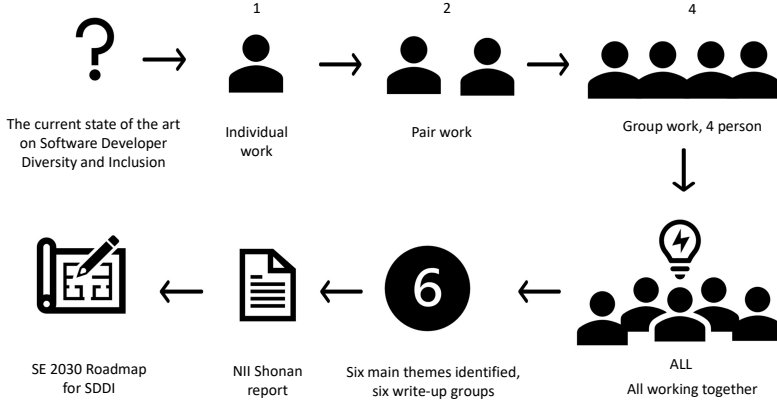 1
2
4
?
The current state of the art
on Software Developer
Diversity and Inclusion
Individual
work
Pair work
Group work, 4 person
6
SE 2030 Roadmap
for SDDI
NII Shonan
report
Six main themes identified,
six write-up groups
ALL
All working together